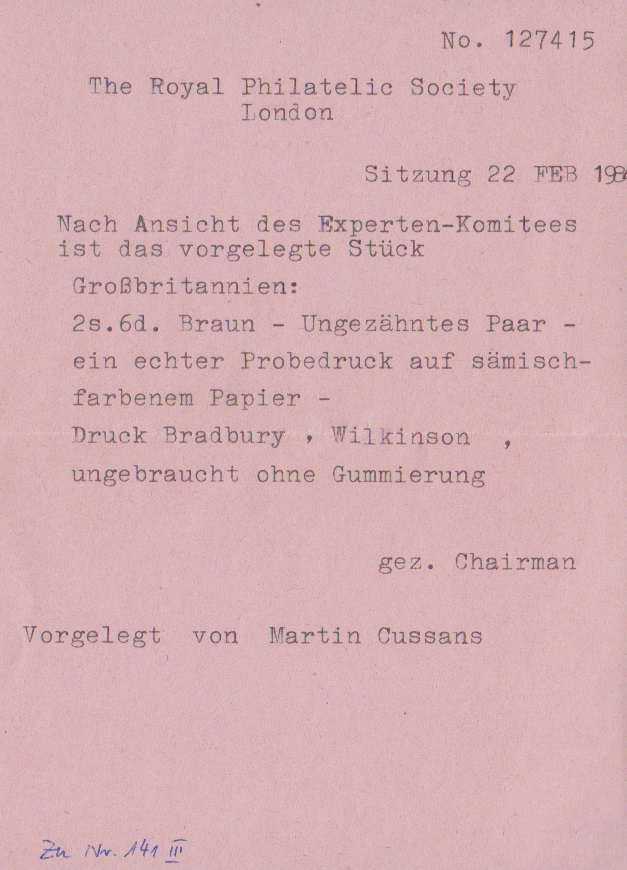 No. 127415
The Royal Philatelic Society
London
Sitzung 22 FEB
Nach Ansicht des Experten-Komitees
ist das vorgelegte Stück
Großbritannien:
2s.6d. Braun - Ungezähntes Paar -
ein echter Probedruck auf sämisch-
farbenem Papier -
Druck Bradbury , Wilkinson ,
ungebraucht ohne Gummierung
gez. Chairman
Vorgelegt von Martin Cussans
Zu Nr. 141 III